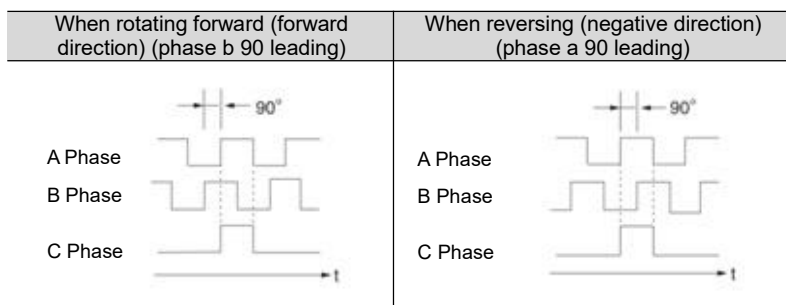 When rotating forward (forward
direction) (phase b 90 leading)
When reversing (negative direction)
(phase a 90 leading)
90°
A Phase
B Phase
C Phase
t
90°
A Phase
B Phase
C Phase
t